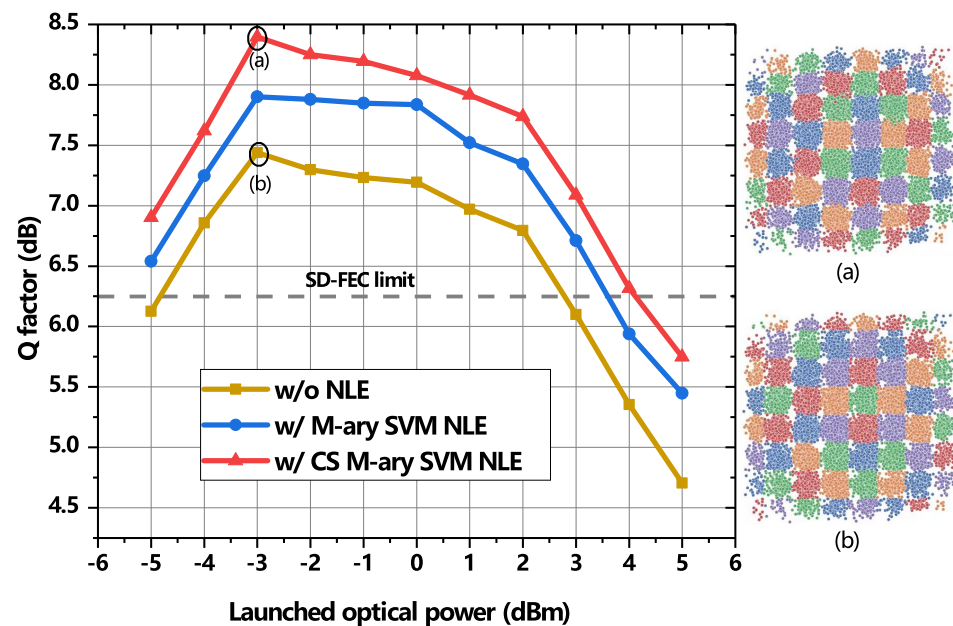 8.5
8.0
7.5
7.0
6.5
6.0
5.5
5.0
4.5
Q factor (dB)
(a)
(b)
SD-FEC limit
w/o NLE
w/ M-ary SVM NLE
w/ CS M-ary SVM NLE
-6 -5 -4 -3 -2 -1 0 1 2 3 4 5 6
Launched optical power (dBm)
(a)
(b)